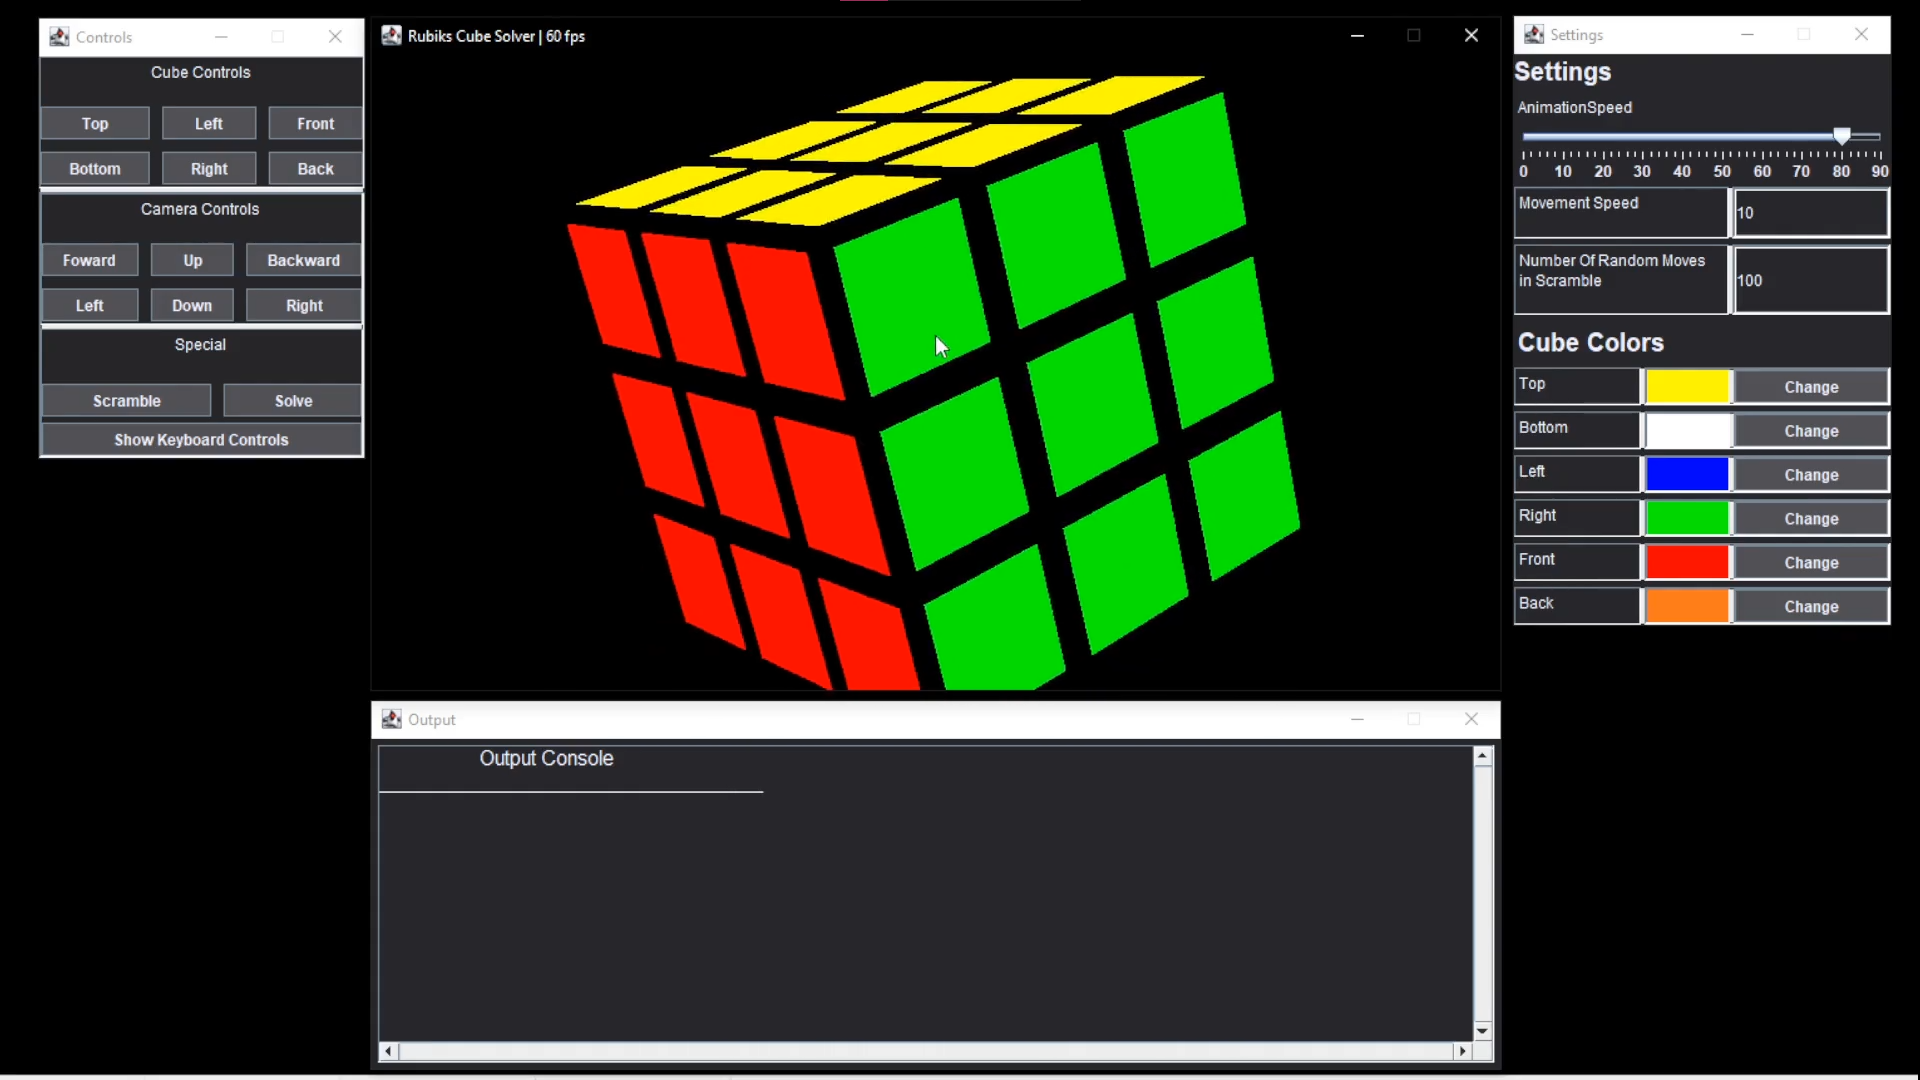 Controls
Cube Controls
Top Left Front
Bottom Right Back
Camera Controls
Foward Up Backward
Left Down Right
Special
Scramble Solve
Show Keyboard Controls
Rubiks Cube Solver | 60 fps
Output
Output Console
Settings
Settings
AnimationSpeed
0 10 20 30 40 50 60 70 80 90
Movement Speed 10
Number Of Random Moves
in Scramble 100
Cube Colors
Top Change
Bottom Change
Left Change
Right Change
Front Change
Back Change